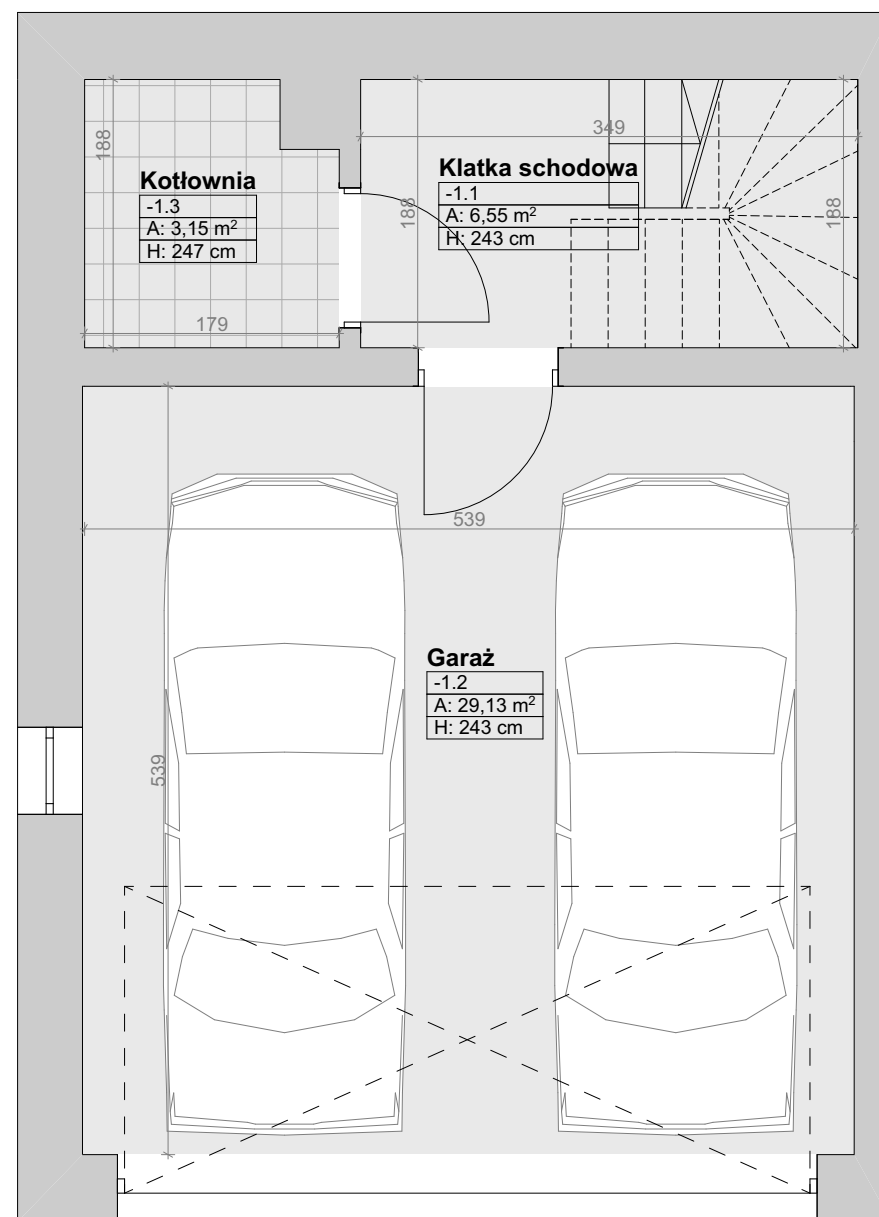 349
188
Kotłownia
-1.3
A: 3,15 m²
H: 247 cm
Klatka schodowa
-1.1
A: 6,55 m²
H: 243 cm
188
188
179
539
Garaż
-1.2
A: 29,13 m²
H: 243 cm
539